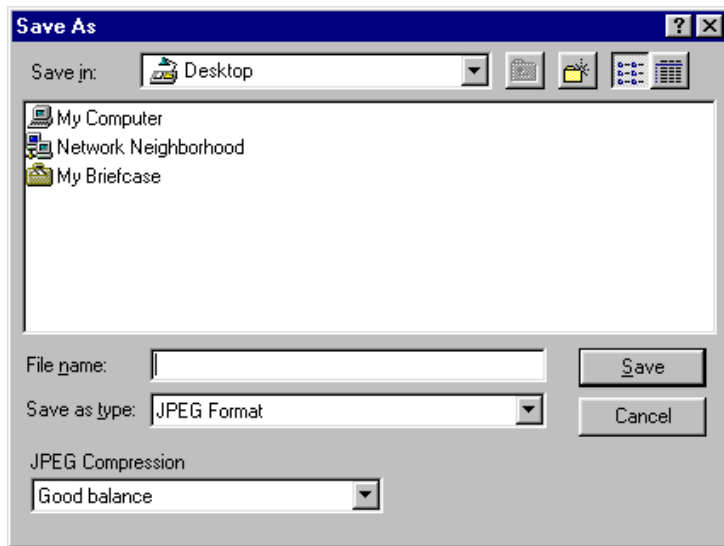 Save As
Save in: Desktop
My Computer
Network Neighborhood
My Briefcase
File name: Save
Save as type: JPEG Format Cancel
JPEG Compression
Good balance